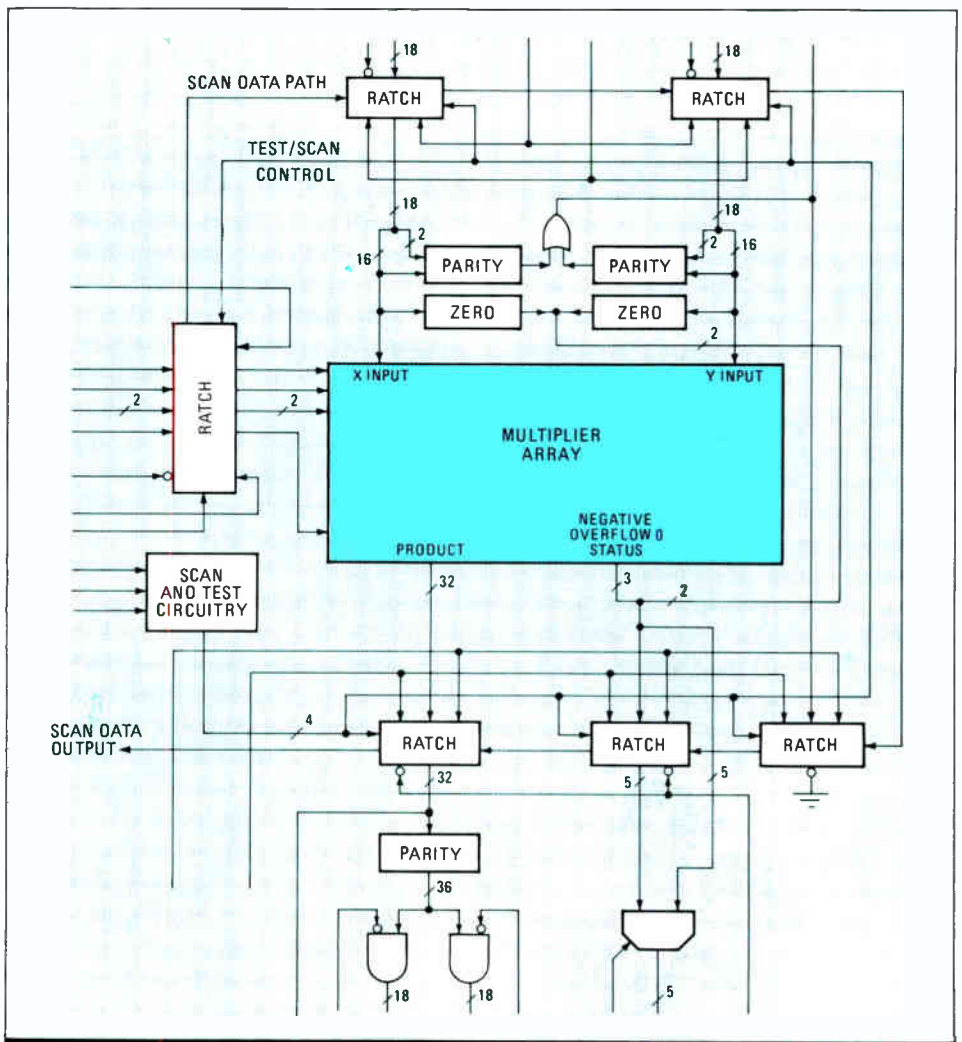 18
18
SCAN DATA PATH
RATCH
RATCH
TEST/SCAN
CONTROL
18
18
2
2
16
16
PARITY
PARITY
ZERO
ZERO
2
X INPUT
Y INPUT
2
2
RATCH
MULTIPLIER
ARRAY
NEGATIVE
OVERFLOW 0
STATUS
PRODUCT
32
3
2
SCAN
AND TEST
CIRCUITRY
4
SCAN DATA
OUTPUT
RATCH
RATCH
RATCH
32
5
5
PARITY
36
18
18
5